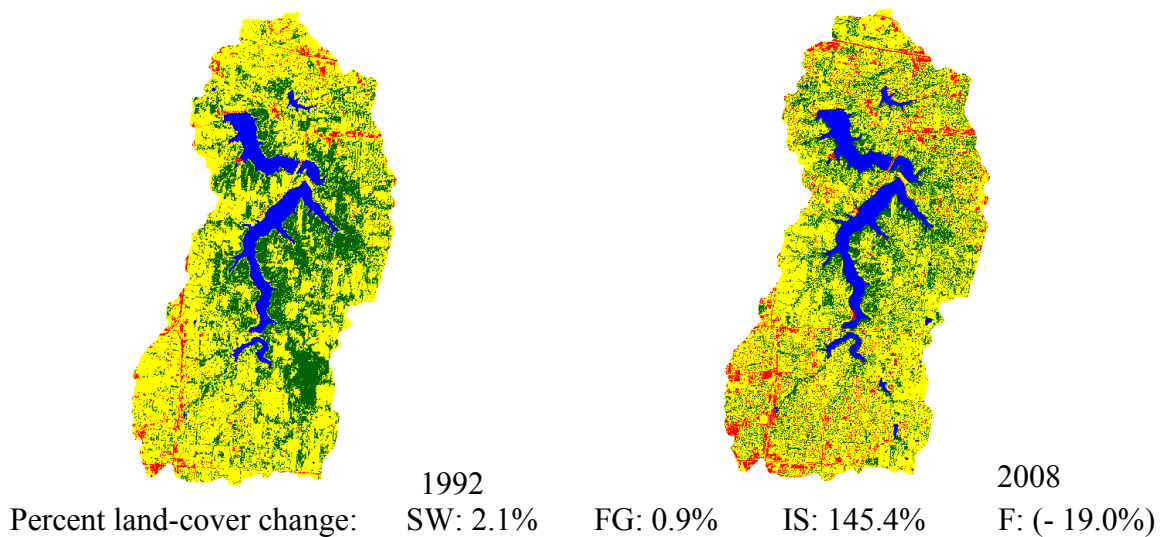 1992
2008
Percent land-cover change: SW: 2.1% FG: 0.9% IS: 145.4% F: (- 19.0%)